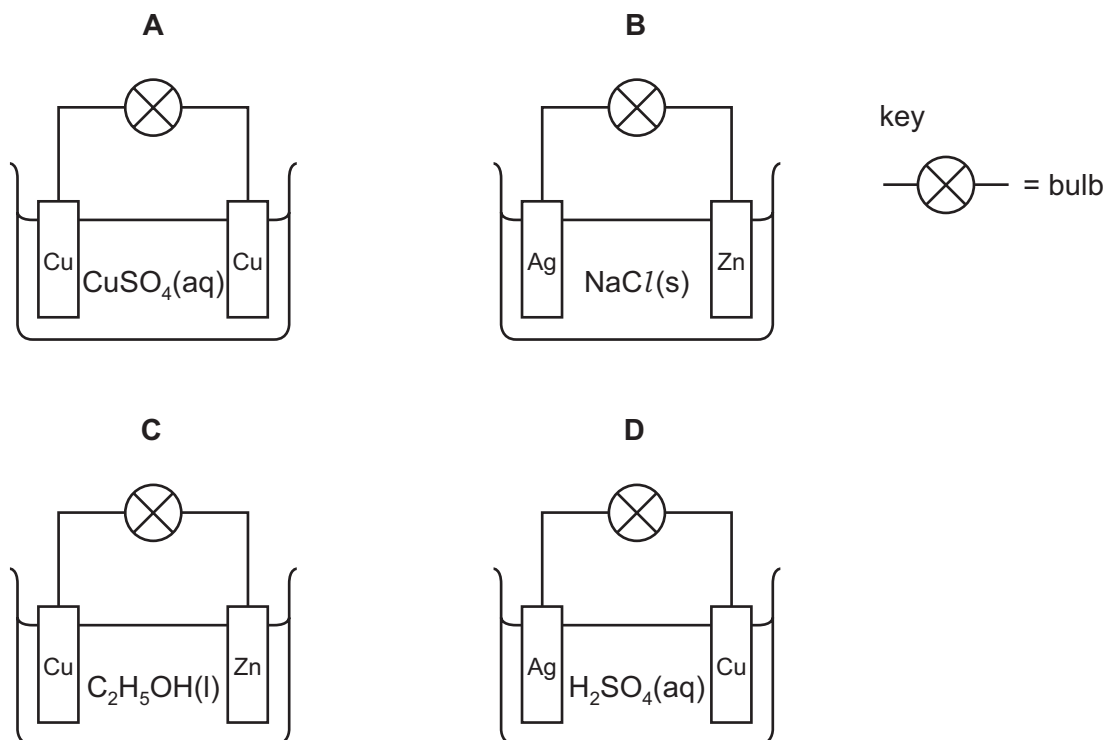 A
B
key
= bulb
Cu
CuSO₄(aq)
Cu
Ag
NaCl(s)
Zn
C
D
Cu
C₂H₅OH(l)
Zn
Ag
H₂SO₄(aq)
Cu